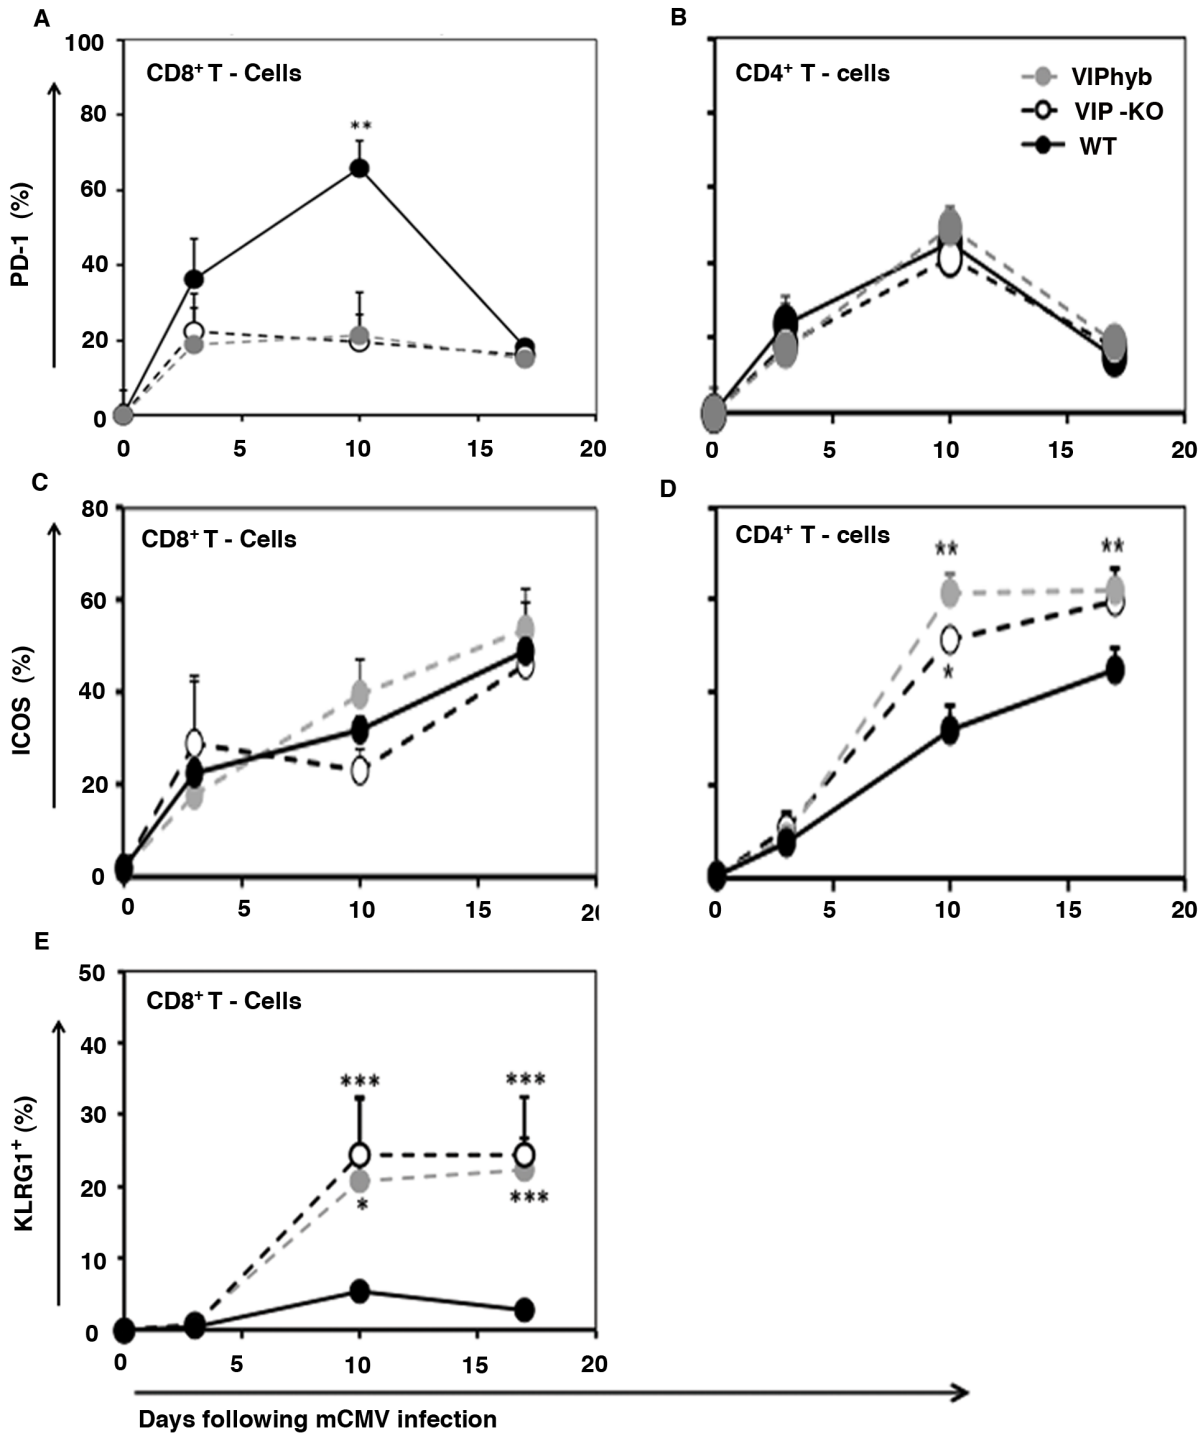 A
B
100
80
60
40
20
0
PD-1 (%)
CD8+ T - Cells
**
0 5 10 15 20
CD4+ T - cells
VIPhyb
VIP -KO
WT
0 5 10 15 20
C
D
80
60
40
20
0
ICOS (%)
CD8+ T - Cells
0 5 10 15 20
CD4+ T - cells
** **
*
0 5 10 15 20
E
50
40
30
20
10
0
KLRG1+ (%)
CD8+ T - Cells
*** ***
* ***
0 5 10 15 20
Days following mCMV infection